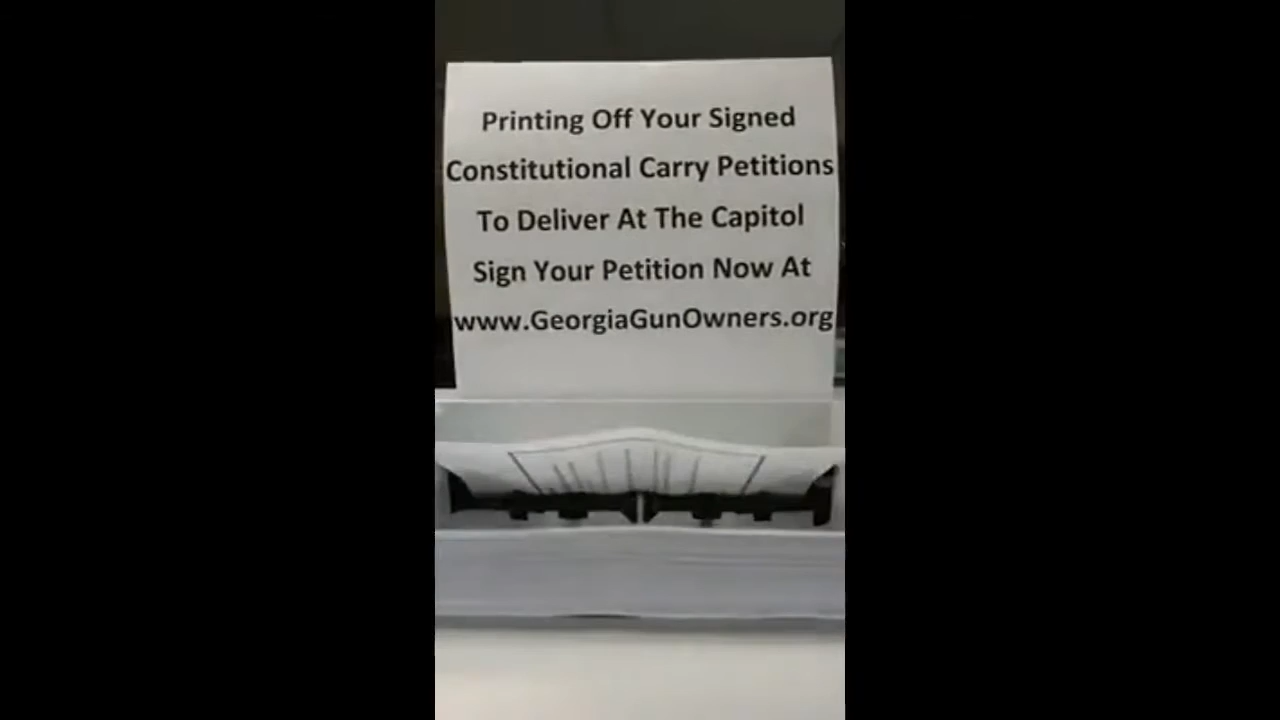 Printing Off Your Signed
Constitutional Carry Petitions
To Deliver At The Capitol
Sign Your Petition Now At
www.GeorgiaGunOwners.org